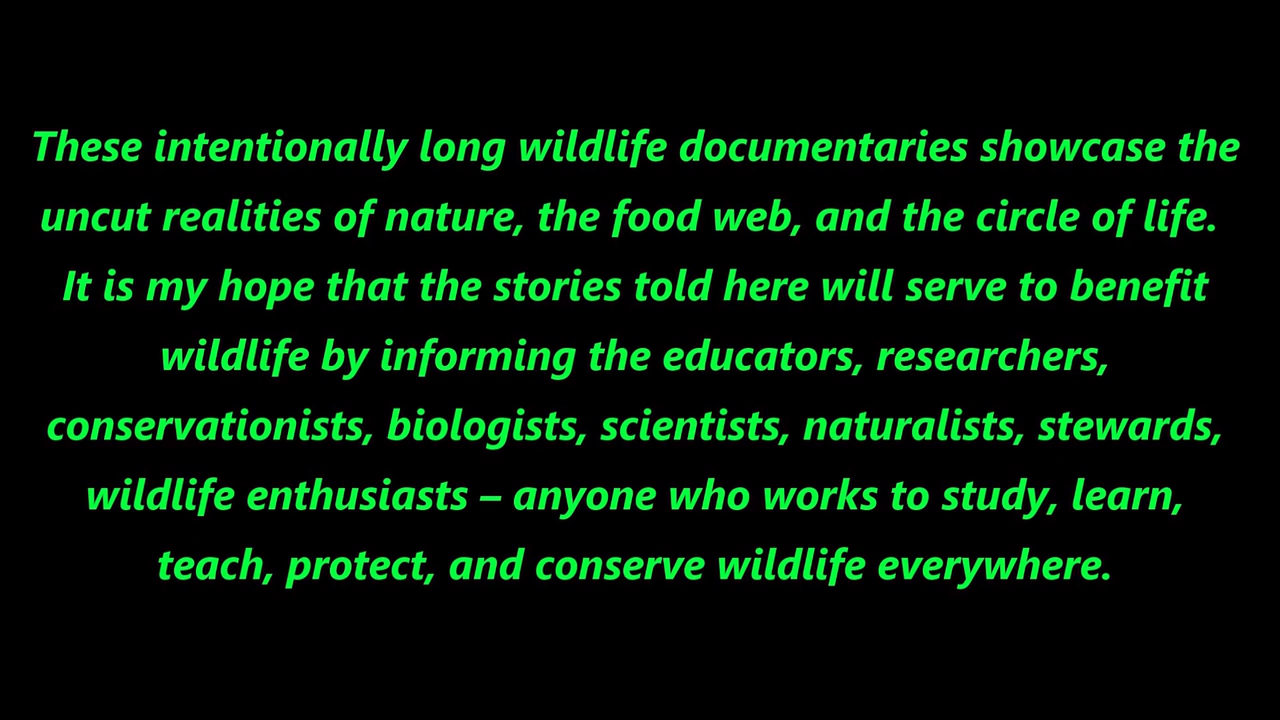 These intentionally long wildlife documentaries showcase the
uncut realities of nature, the food web, and the circle of life.
It is my hope that the stories told here will serve to benefit
wildlife by informing the educators, researchers,
conservationists, biologists, scientists, naturalists, stewards,
wildlife enthusiasts – anyone who works to study, learn,
teach, protect, and conserve wildlife everywhere.